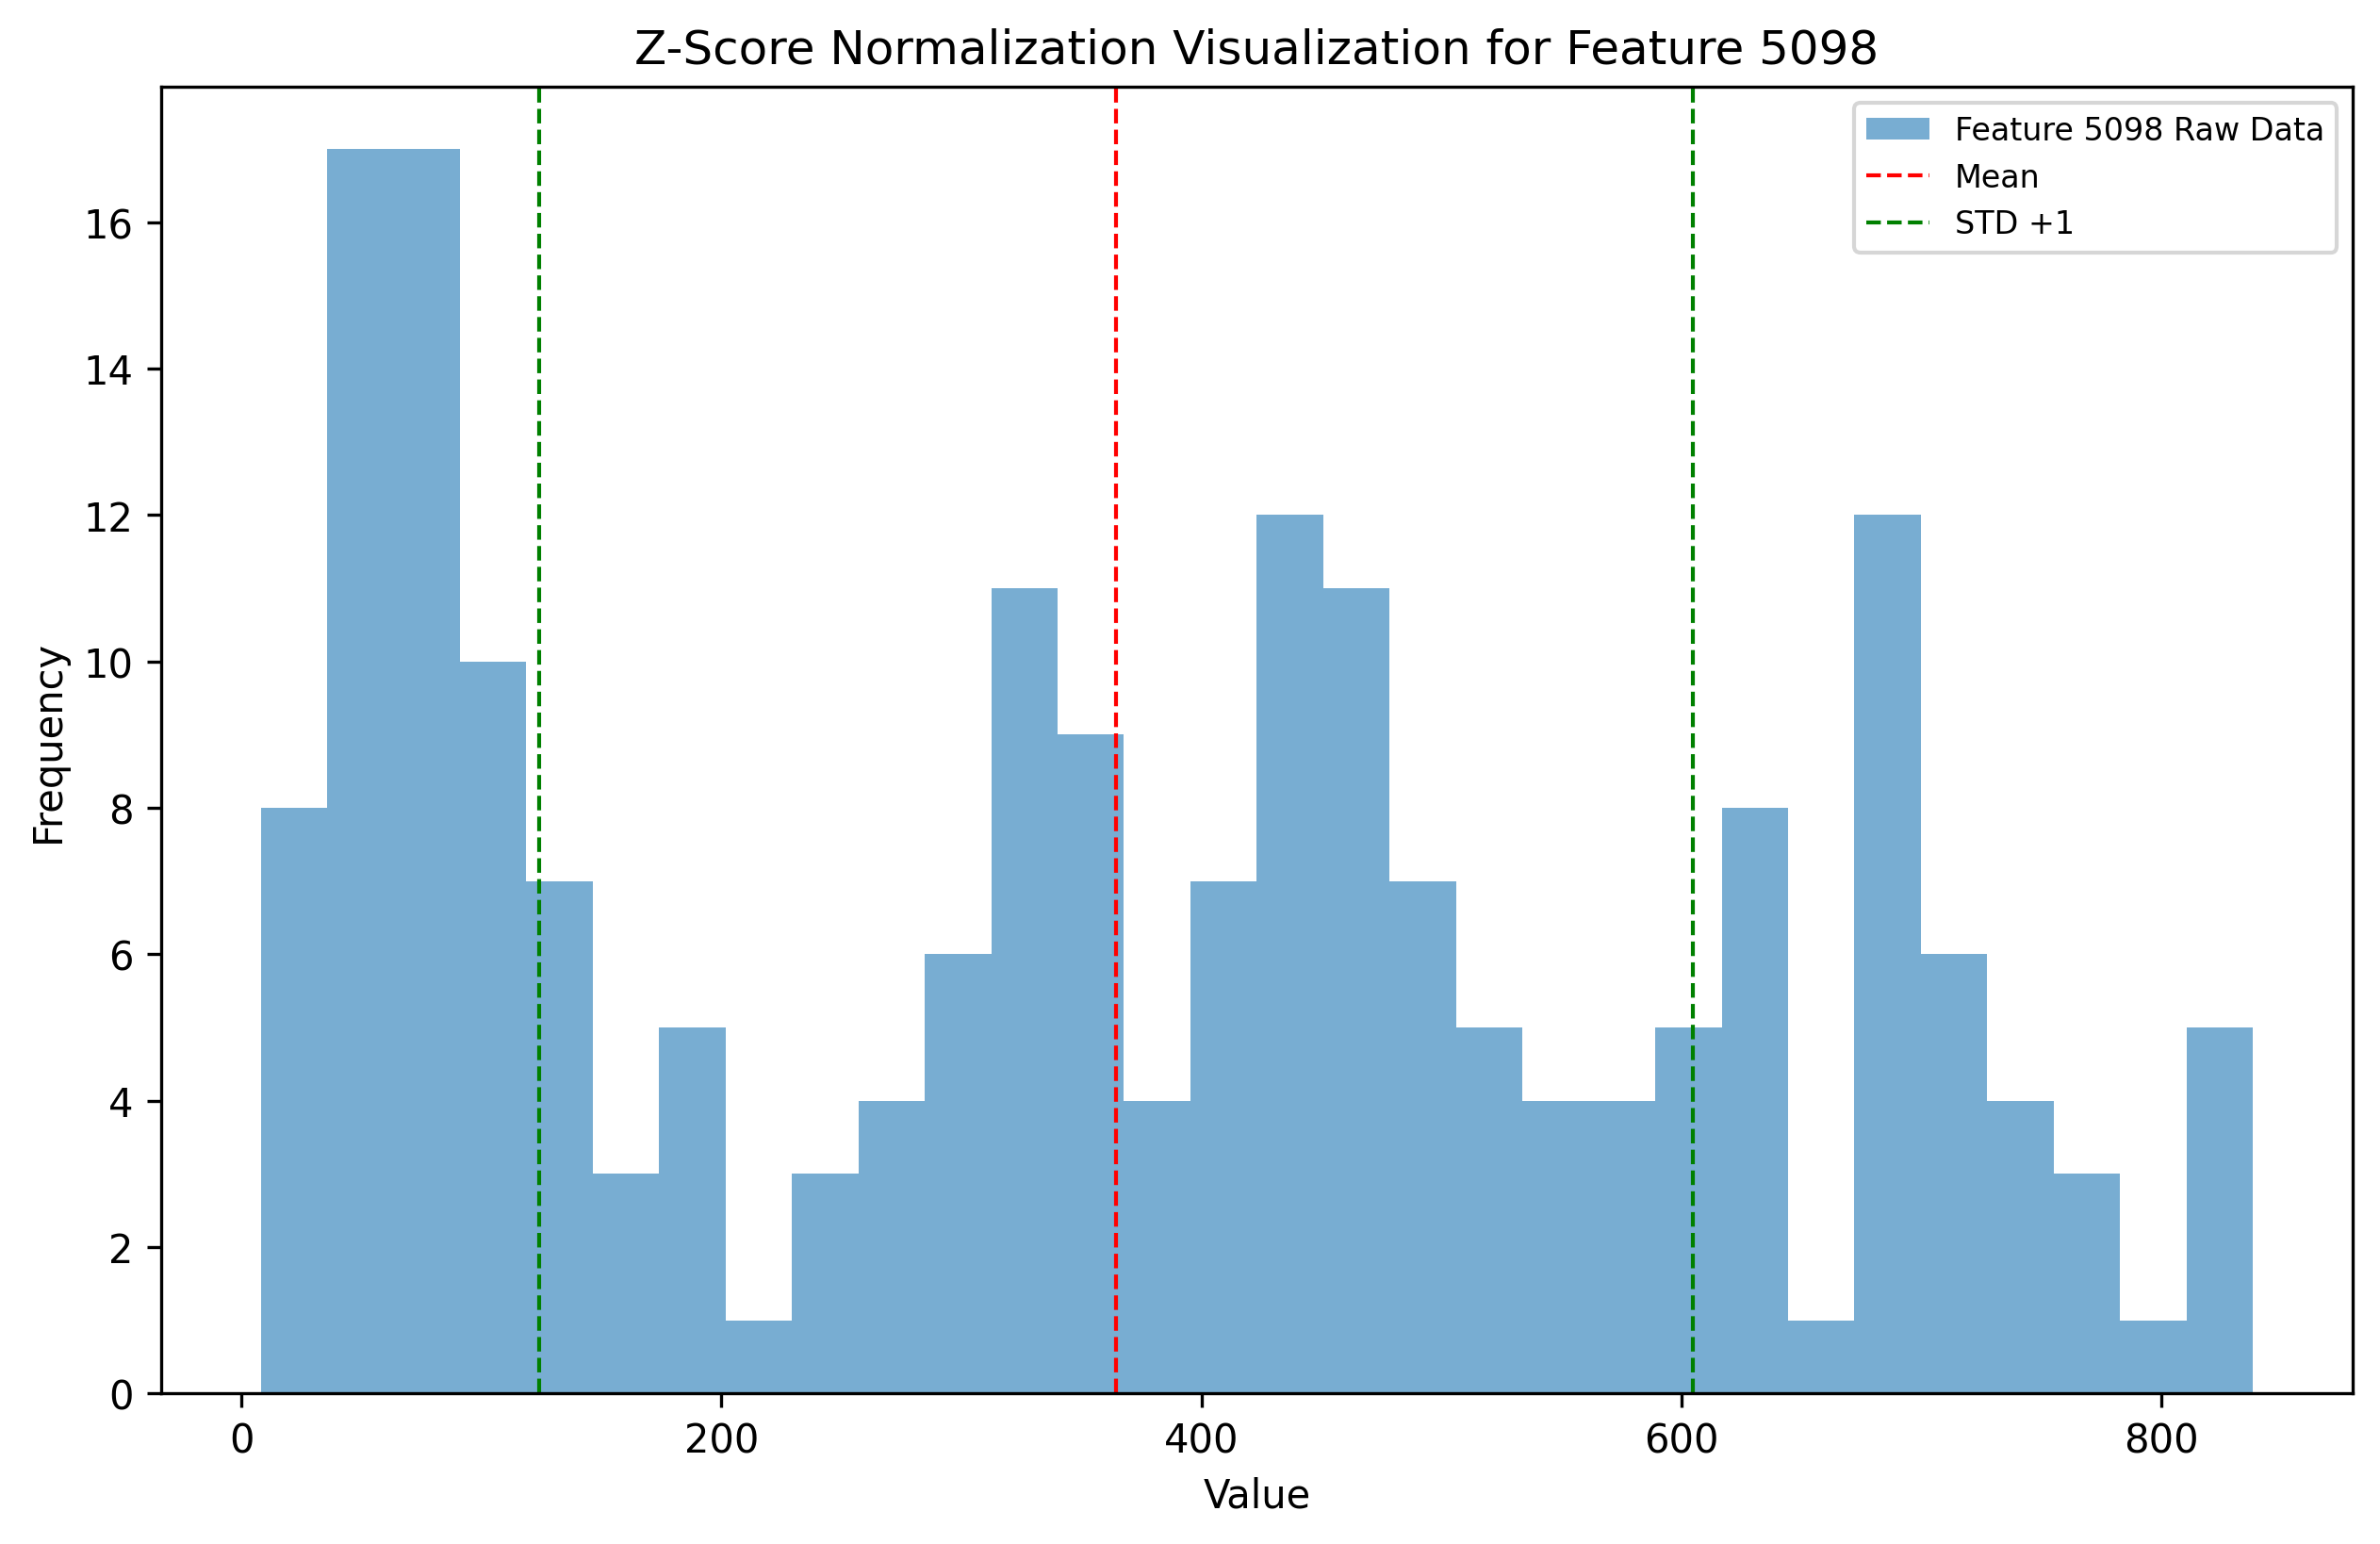 Z-Score Normalization Visualization for Feature 5098
Feature 5098 Raw Data
Mean
STD +1
Frequency
16
14
12
10
8
6
4
2
0
0 200 400 600 800
Value